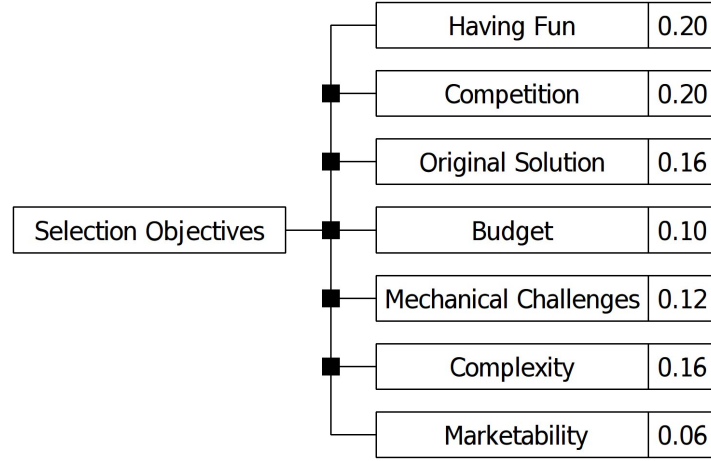 Having Fun 0.20
Competition 0.20
Original Solution 0.16
Selection Objectives
Budget 0.10
Mechanical Challenges 0.12
Complexity 0.16
Marketability 0.06